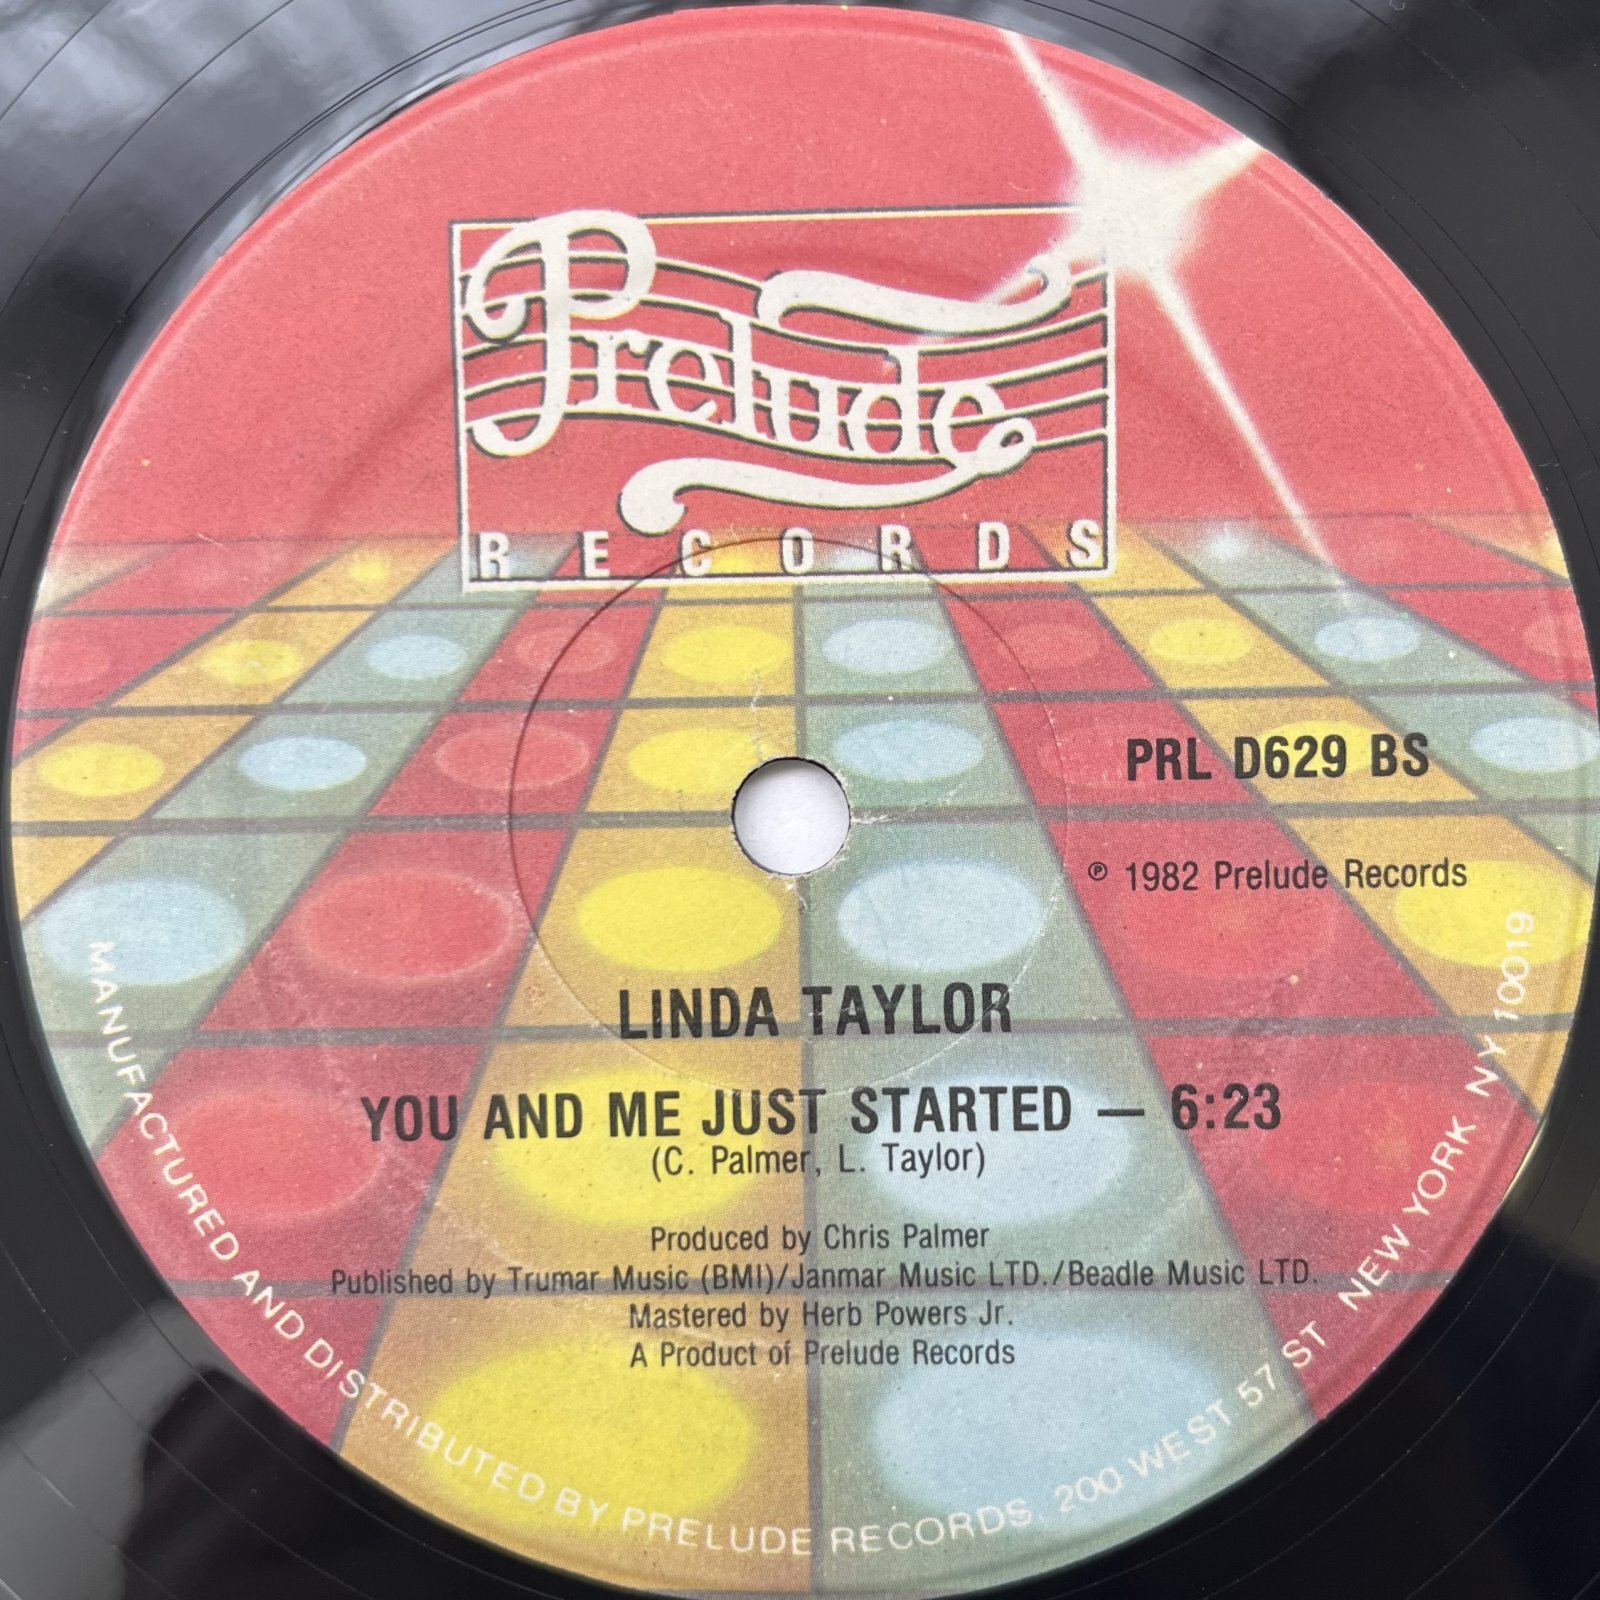 Prelude
RECORDS
PRL D629 BS
℗ 1982 Prelude Records
LINDA TAYLOR
YOU AND ME JUST STARTED — 6:23
(C. Palmer, L. Taylor)
Produced by Chris Palmer
Published by Trumar Music (BMI)/Janmar Music LTD./Beadle Music LTD.
Mastered by Herb Powers Jr.
A Product of Prelude Records
MANUFACTURED AND DISTRIBUTED BY PRELUDE RECORDS, 200 WEST 57 ST NEW YORK NY 10019